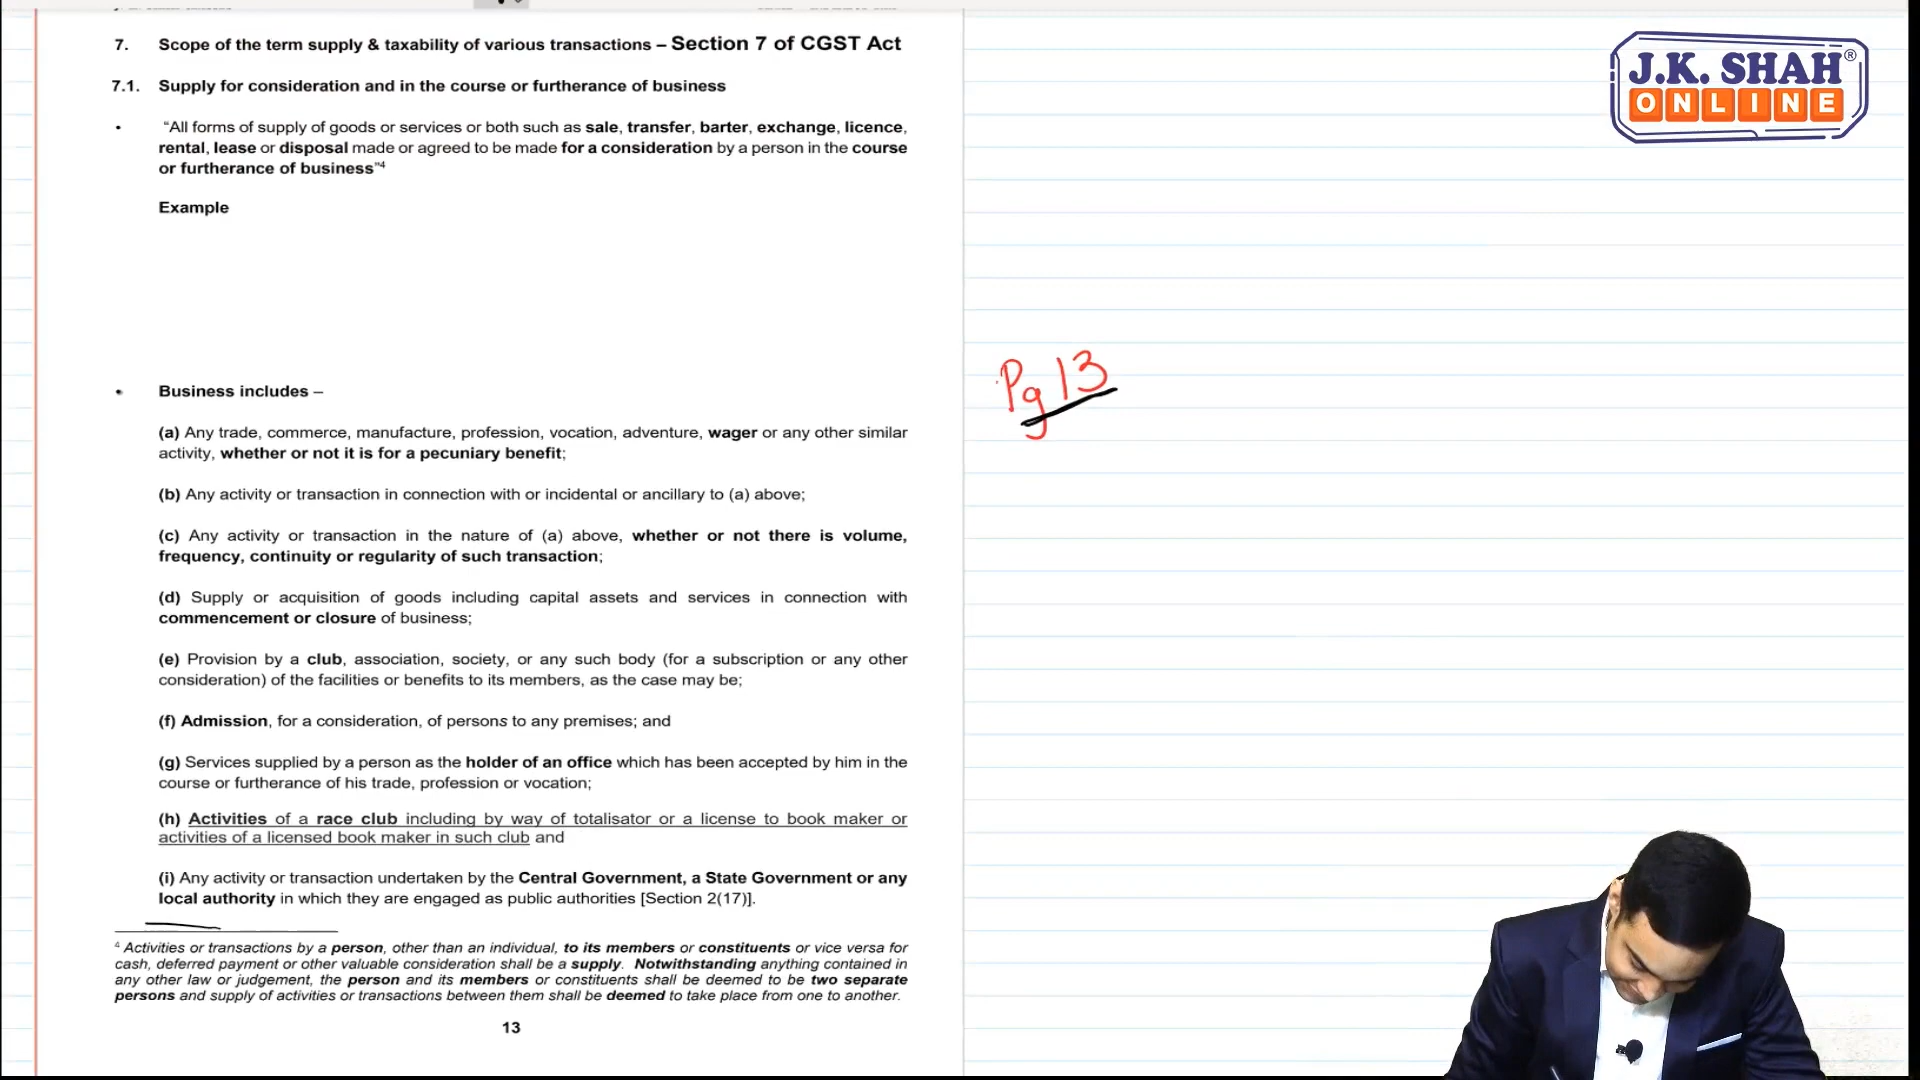 7. Scope of the term supply & taxability of various transactions – Section 7 of CGST Act
7.1. Supply for consideration and in the course or furtherance of business
• “All forms of supply of goods or services or both such as sale, transfer, barter, exchange, licence,
rental, lease or disposal made or agreed to be made for a consideration by a person in the course
or furtherance of business”4
Example
• Business includes –
(a) Any trade, commerce, manufacture, profession, vocation, adventure, wager or any other similar
activity, whether or not it is for a pecuniary benefit;
(b) Any activity or transaction in connection with or incidental or ancillary to (a) above;
(c) Any activity or transaction in the nature of (a) above, whether or not there is volume,
frequency, continuity or regularity of such transaction;
(d) Supply or acquisition of goods including capital assets and services in connection with
commencement or closure of business;
(e) Provision by a club, association, society, or any such body (for a subscription or any other
consideration) of the facilities or benefits to its members, as the case may be;
(f) Admission, for a consideration, of persons to any premises; and
(g) Services supplied by a person as the holder of an office which has been accepted by him in the
course or furtherance of his trade, profession or vocation;
(h) Activities of a race club including by way of totalisator or a license to book maker or
activities of a licensed book maker in such club and
(i) Any activity or transaction undertaken by the Central Government, a State Government or any
local authority in which they are engaged as public authorities [Section 2(17)].
4 Activities or transactions by a person, other than an individual, to its members or constituents or vice versa for
cash, deferred payment or other valuable consideration shall be a supply. Notwithstanding anything contained in
any other law or judgement, the person and its members or constituents shall be deemed to be two separate
persons and supply of activities or transactions between them shall be deemed to take place from one to another.
13
Pg 13
J.K. SHAH®
ONLINE